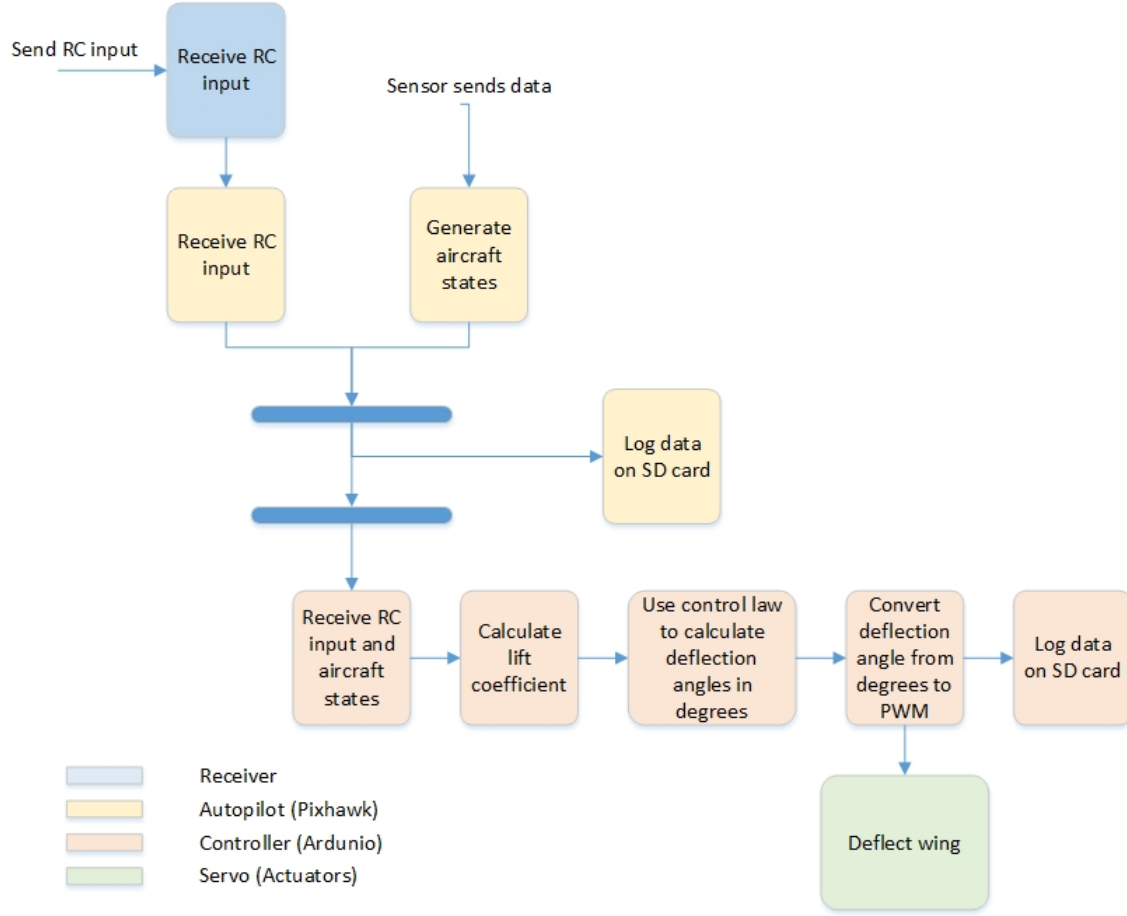 Send RC input
Receive RC
input
Sensor sends data
Receive RC
input
Generate
aircraft
states
Log data
on SD card
Receive RC
input and
aircraft
states
Calculate
lift
coefficient
Use control law
to calculate
deflection
angles in
degrees
Convert
deflection
angle from
degrees to
PWM
Log data
on SD card
Deflect wing
Receiver
Autopilot (Pixhawk)
Controller (Ardunio)
Servo (Actuators)